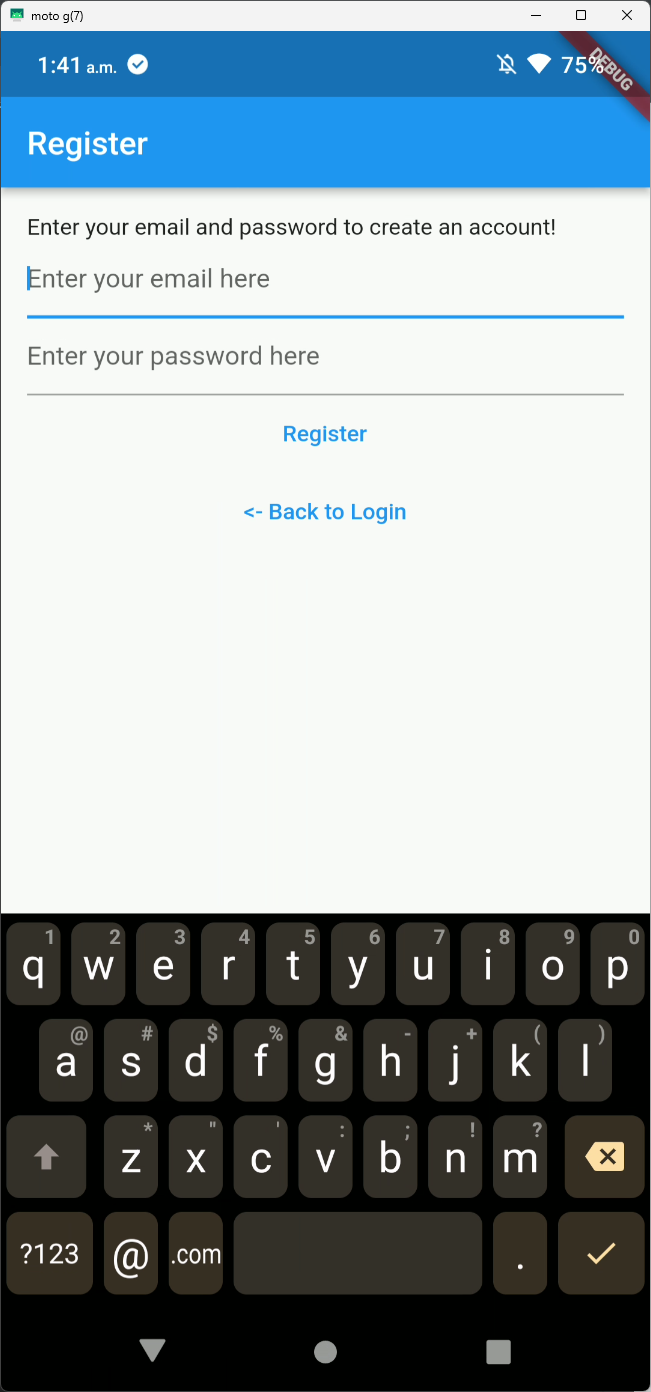 moto g(7)
1:41 a.m.
75%
DEBUG
Register
Enter your email and password to create an account!
Enter your email here
Enter your password here
Register
<- Back to Login
1 2 3 4 5 6 7 8 9 0
q w e r t y u i o p
@ # $ % & - + ( )
a s d f g h j k l
* " ' : ; ! ?
z x c v b n m
?123 @ .com .